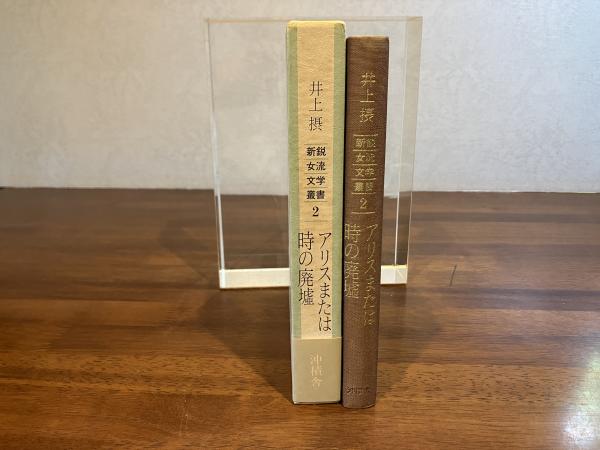 井上 摂
新鋭
女流
文学
叢書
2
アリスまたは
時の廃墟
沖積舎
井上 摂
新鋭
女流
文学
叢書
2
アリスまたは
時の廃墟